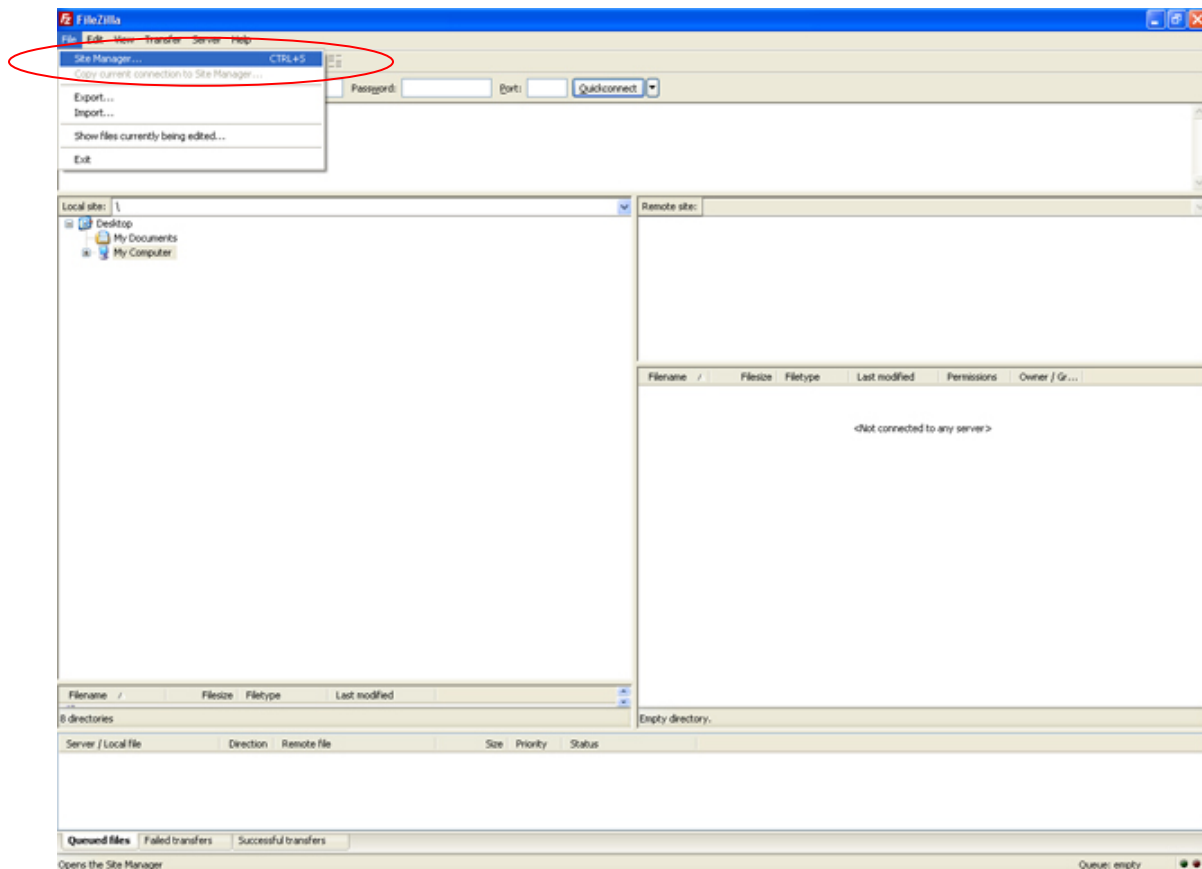 FileZilla
File Edit View Transfer Server Help
Site Manager... CTRL+S
Copy current connection to Site Manager...
Password: Port: Quickconnect
Export...
Import...
Show files currently being edited...
Exit
Local site: \ Remote site:
Desktop
My Documents
My Computer
Filename / Filesize Filetype Last modified Permissions Owner / Gr...
<Not connected to any server>
Filename / Filesize Filetype Last modified
8 directories Empty directory.
Server / Local file Direction Remote file Size Priority Status
Queued files Failed transfers Successful transfers
Opens the Site Manager Queue: empty